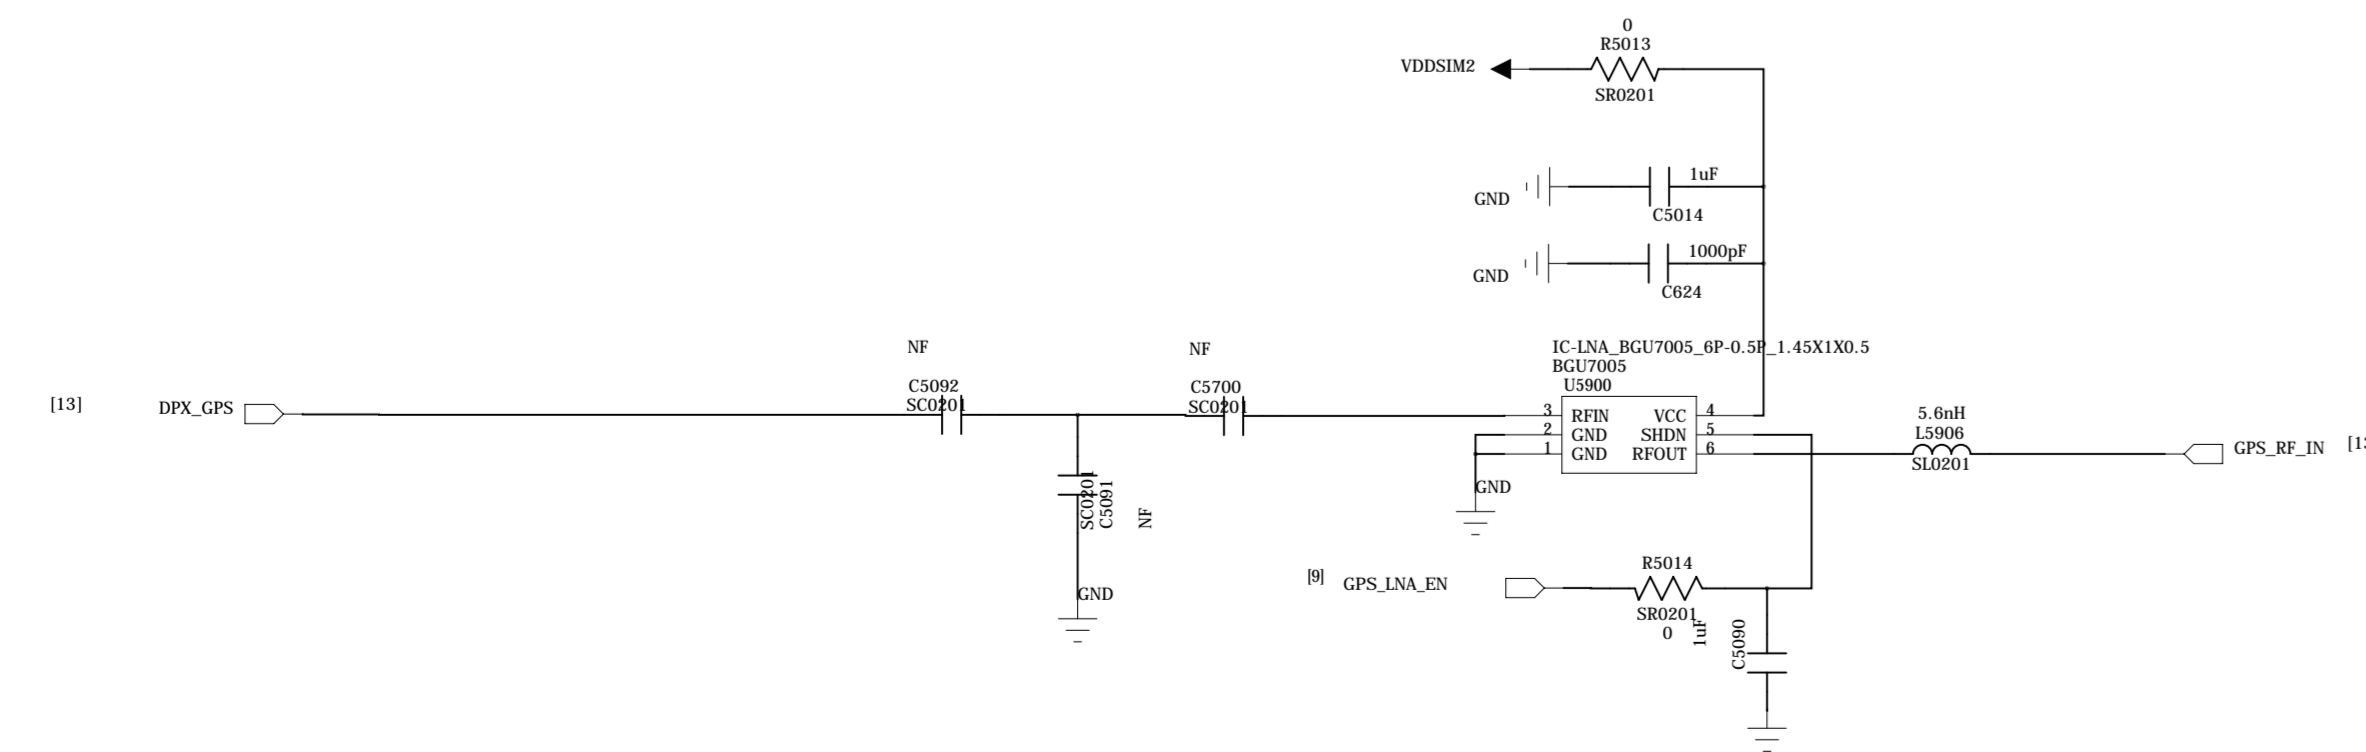 0
R5013
VDDSIM2
SR0201
1uF
GND
C5014
1000pF
GND
C624
NF
NF
IC-LNA_BGU7005_6P-0.5P_1.45X1X0.5
BGU7005
C5092
C5700
U5900
[13]
DPX_GPS
SC0201
SC0201
3 RFIN VCC 4
2 GND SHDN 5
1 GND RFOUT 6
5.6nH
L5906
SL0201
GPS_RF_IN
GND
SC0201
C5091
NF
GND
[9] GPS_LNA_EN
R5014
SR0201
0
1uF
C5090